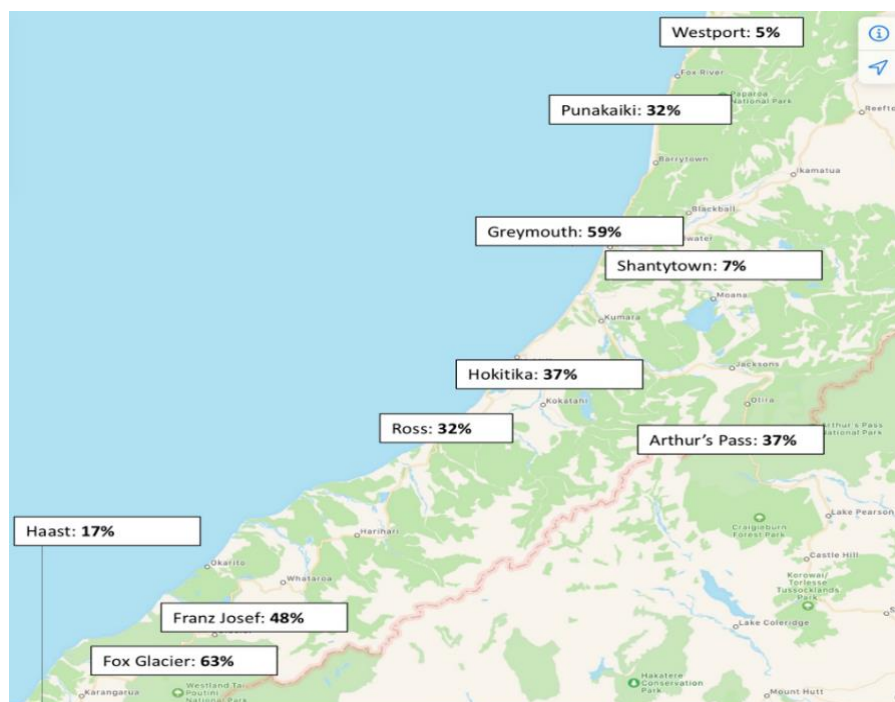 Westport: 5%
Fox River
Paparoa
National Park
Punakaiki: 32%
Barrytown
Ikamatua
Blackball
Greymouth: 59%
Shantytown: 7%
Moana
Kumara
Jacksons
Hokitika: 37%
Kokatahi
Otira
Ross: 32%
Arthur's Pass
National Park
Arthur’s Pass: 37%
Haast: 17%
Lake Pearson
Harihari
Craigieburn
Forest Park
Castle Hill
Okarito
Whataroa
Korowai/
Torlesse
Tussocklands
Park
Franz Josef: 48%
Lake Coleridge
Fox Glacier: 63%
Karangarua
Westland Tai
Poutini
National Park
Hakatere
Conservation
Park
Mount Hutt